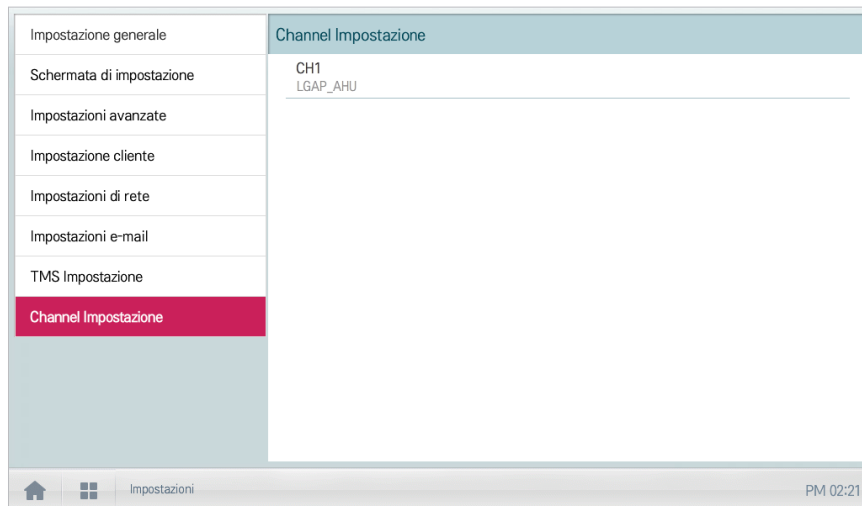 Impostazione generale
Schermata di impostazione
Impostazioni avanzate
Impostazione cliente
Impostazioni di rete
Impostazioni e-mail
TMS Impostazione
Channel Impostazione
Channel Impostazione
CH1
LGAP_AHU
Impostazioni
PM 02:21